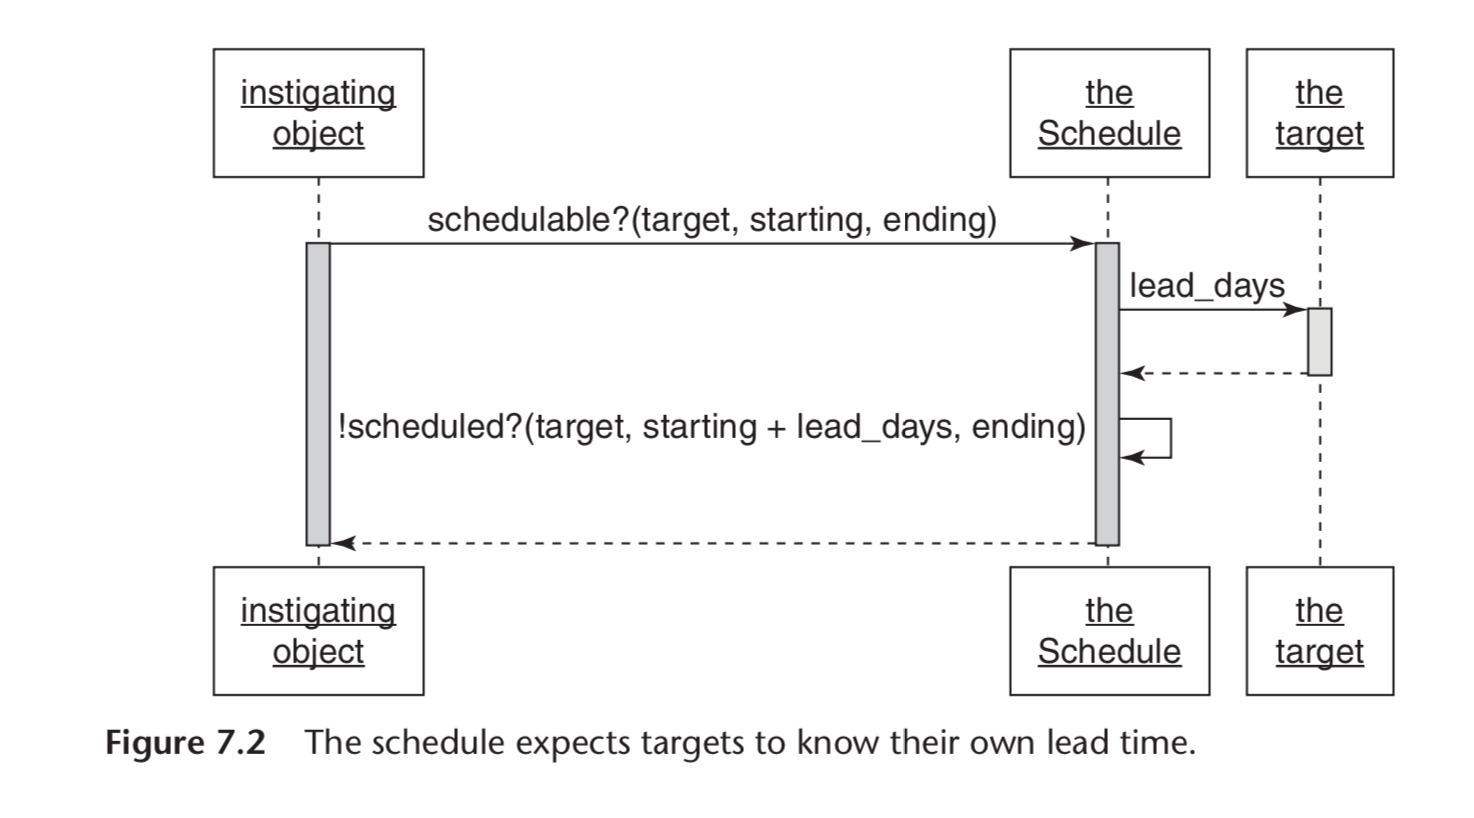 instigating
object
the
Schedule
the
target
schedulable?(target, starting, ending)
lead_days
!scheduled?(target, starting + lead_days, ending)
instigating
object
the
Schedule
the
target
Figure 7.2 The schedule expects targets to know their own lead time.